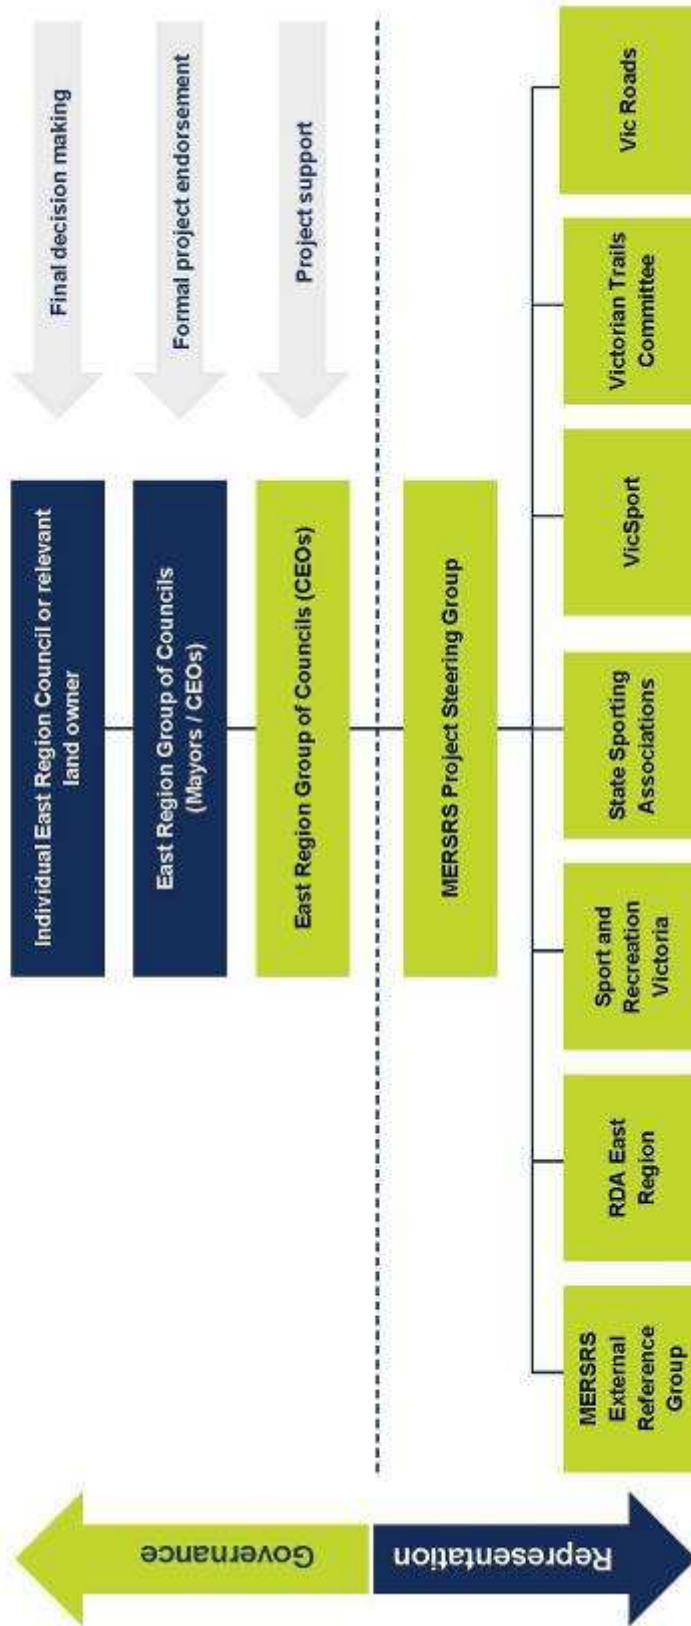 Final decision making
Individual East Region Council or relevant
land owner
Formal project endorsement
East Region Group of Councils
(Mayors / CEOs)
Project support
East Region Group of Councils (CEOs)
MERSRS Project Steering Group
MERSRS
External
Reference
Group
RDA East
Region
Sport and
Recreation
Victoria
State Sporting
Associations
VicSport
Victorian Trails
Committee
Vic Roads
Governance
Representation